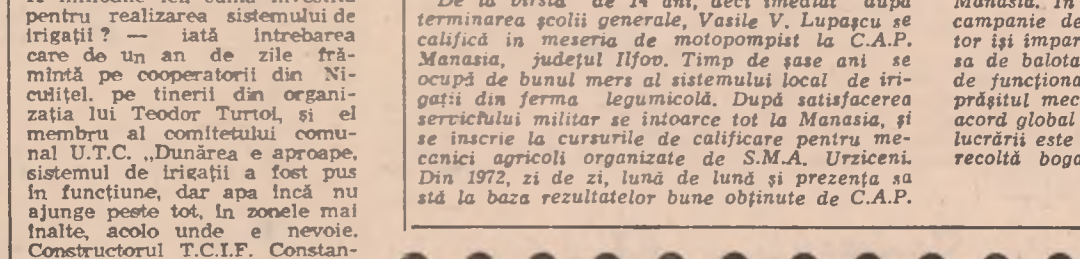 pentru realizarea sistemului de
irigații ? — iată întrebarea
care de un an de zile fră-
mîntă pe cooperatorii din Ni-
culițel. pe tinerii din organi-
zația lui Teodor Turtoi, și el
membru al comitetului comu-
nal U.T.C. „Dunărea e aproape,
sistemul de irigații a fost pus
în funcțiune, dar apa încă nu
ajunge peste tot, în zonele mai
înalte, acolo unde e nevoie.
Constructorul T.C.I.F. Constan-
De la vîrsta de 14 ani, deci imediat după
terminarea școlii generale, Vasile V. Lupașcu se
califică in meseria de motopompist la C.A.P.
Manasia, județul Ilfov. Timp de șase ani se
ocupă de bunul mers al sistemului local de iri-
gații din ferma legumicolă. După satisfacerea
serviciului militar se intoarce tot la Manasia, și
se inscrie la cursurile de calificare pentru me-
canici agricoli organizate de S.M.A. Urziceni.
Din 1972, zi de zi, lună de lună și prezența sa
stă la baza rezultatelor bune obținute de C.A.P.
Manasia. In
campanie de
tor iși impar
sa de balota
de funcționa
prășitul mec
acord global
lucrării este
recoltă boga